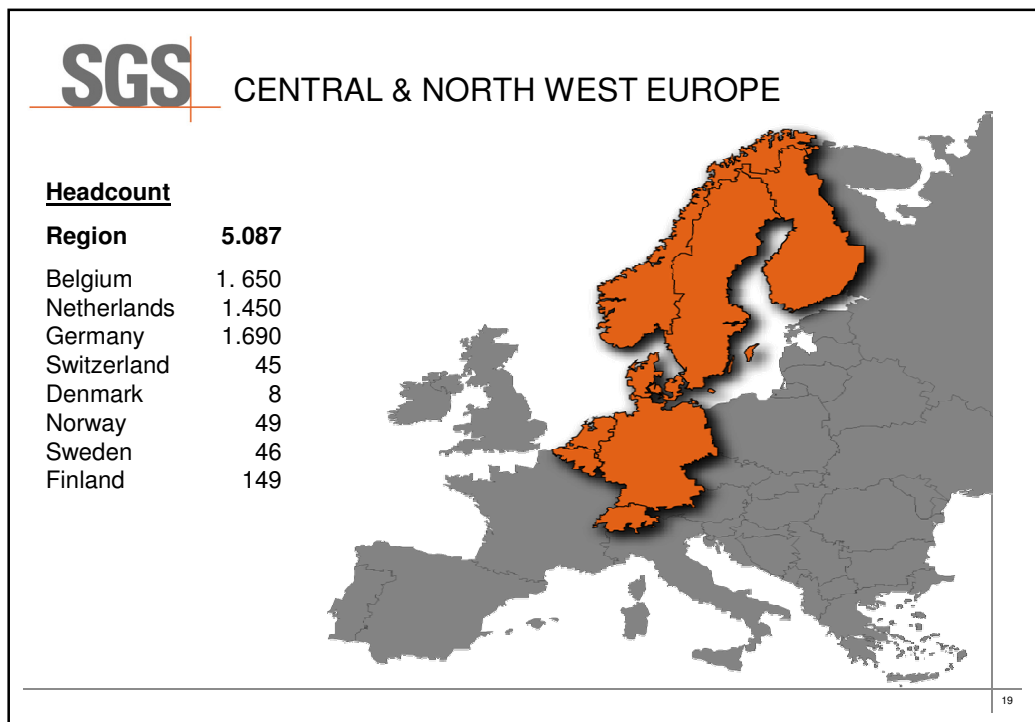 SGS
CENTRAL & NORTH WEST EUROPE
Headcount
Region 5.087
Belgium 1. 650
Netherlands 1.450
Germany 1.690
Switzerland 45
Denmark 8
Norway 49
Sweden 46
Finland 149
19